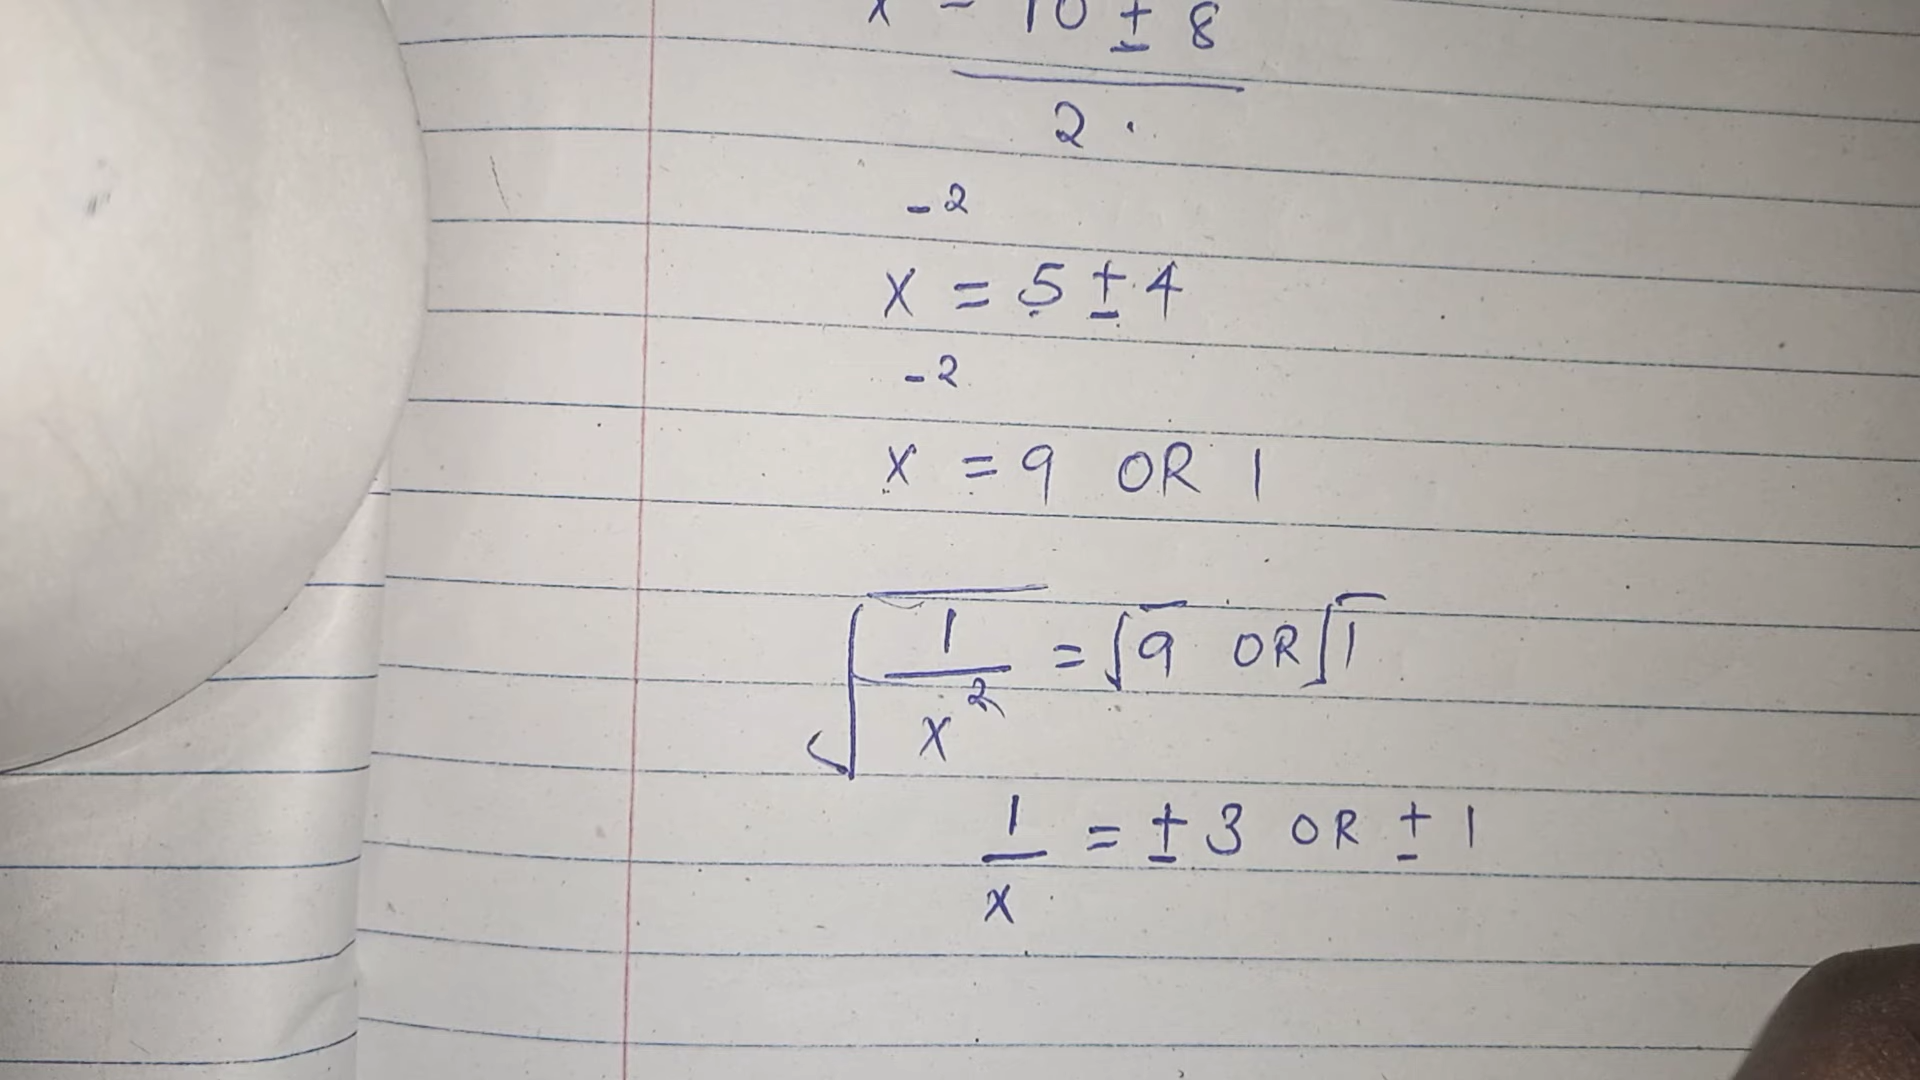 x = 10 ± 8
2.
-2
x = 5 ± 4
-2
x = 9 OR 1
√(1/x²) = √9 OR √1
1/x = ± 3 OR ± 1